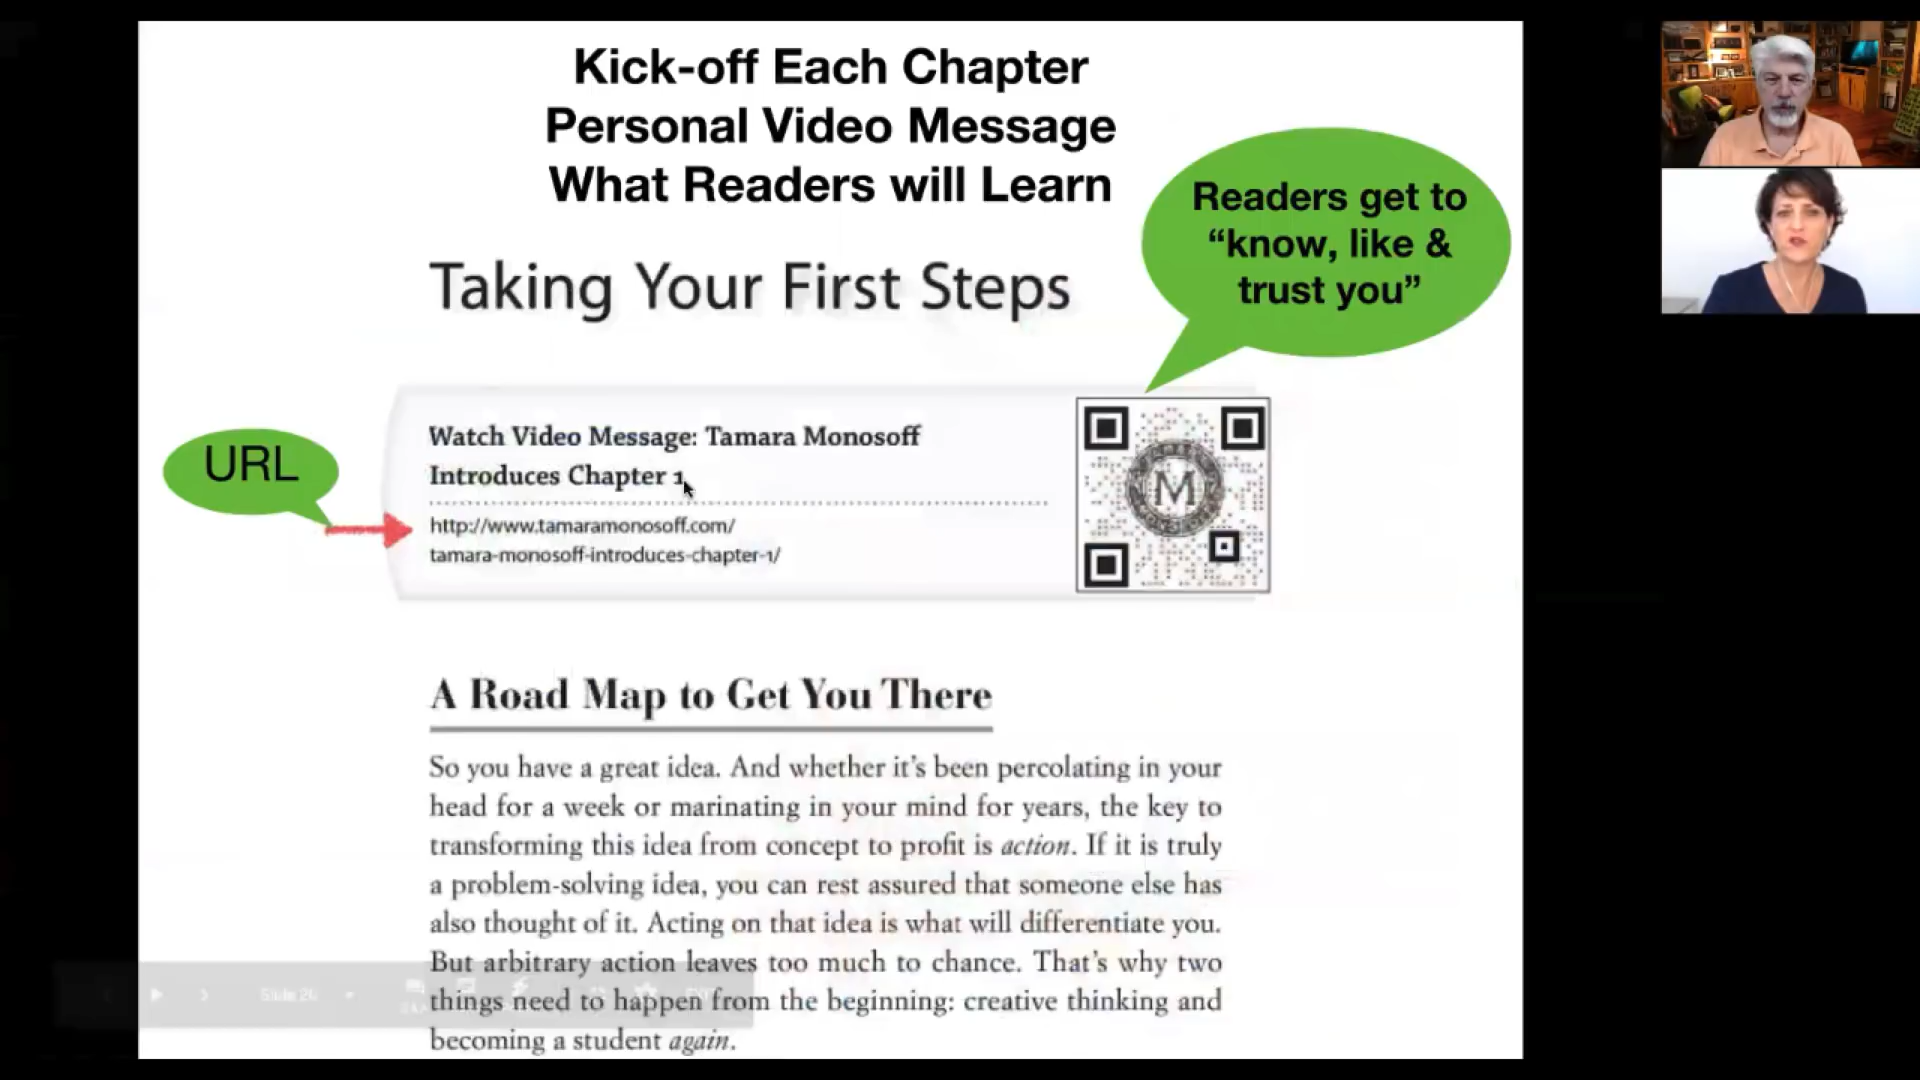 Kick-off Each Chapter
Personal Video Message
What Readers will Learn
Readers get to
“know, like &
trust you”
Taking Your First Steps
URL
Watch Video Message: Tamara Monosoff
Introduces Chapter 1
http://www.tamaramonosoff.com/
tamara-monosoff-introduces-chapter-1/
M
A Road Map to Get You There
So you have a great idea. And whether it’s been percolating in your
head for a week or marinating in your mind for years, the key to
transforming this idea from concept to profit is action. If it is truly
a problem-solving idea, you can rest assured that someone else has
also thought of it. Acting on that idea is what will differentiate you.
But arbitrary action leaves too much to chance. That’s why two
things need to happen from the beginning: creative thinking and
becoming a student again.